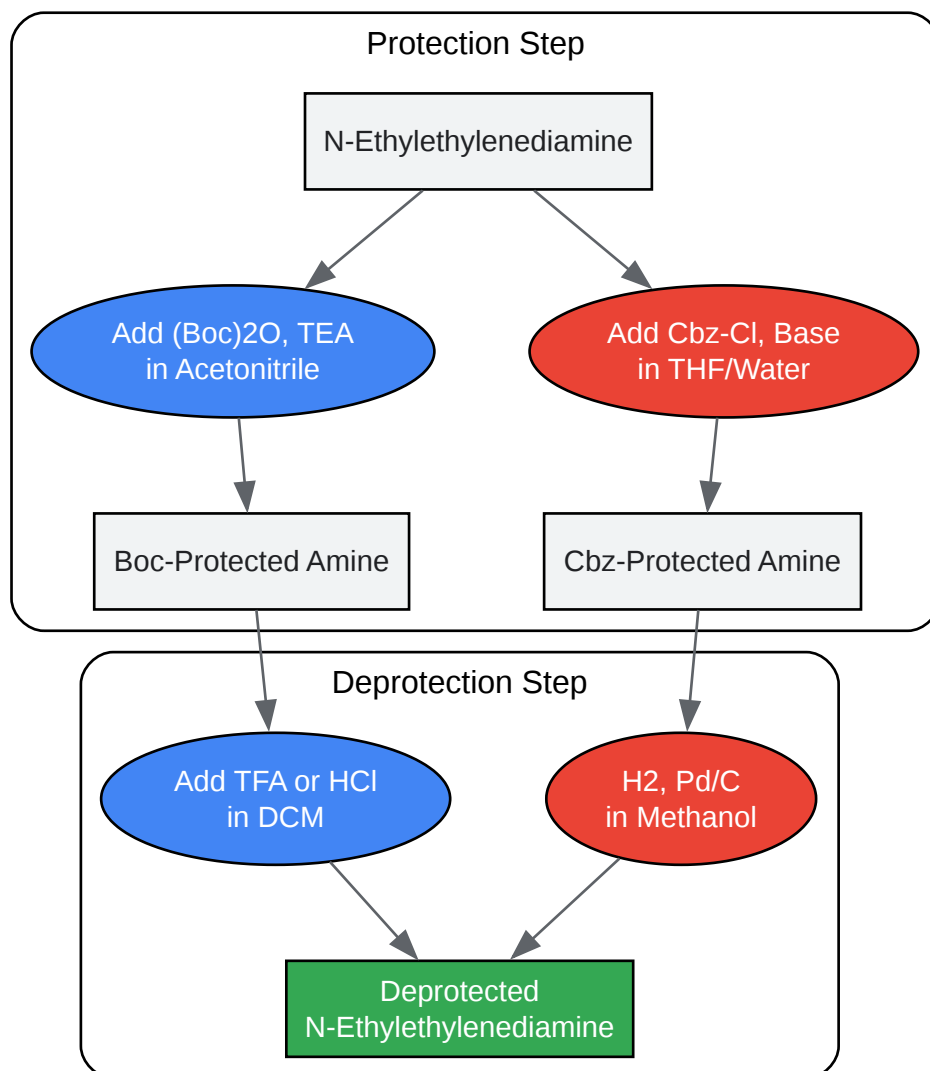 Protection Step
N-Ethylethylenediamine
Add (Boc)2O, TEA
in Acetonitrile
Add Cbz-Cl, Base
in THF/Water
Boc-Protected Amine
Cbz-Protected Amine
Deprotection Step
Add TFA or HCl
in DCM
H2, Pd/C
in Methanol
Deprotected
N-Ethylethylenediamine